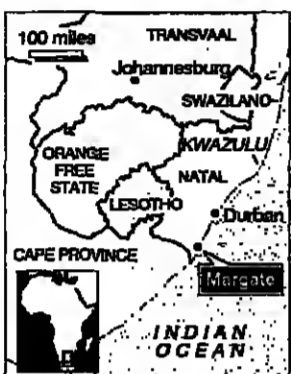 100 miles
TRANSVAAL
Johannesburg
SWAZILAND
KWAZULU
ORANGE
FREE
STATE
NATAL
LESOTHO
Durban
CAPE PROVINCE
Margate
INDIAN
OCEAN